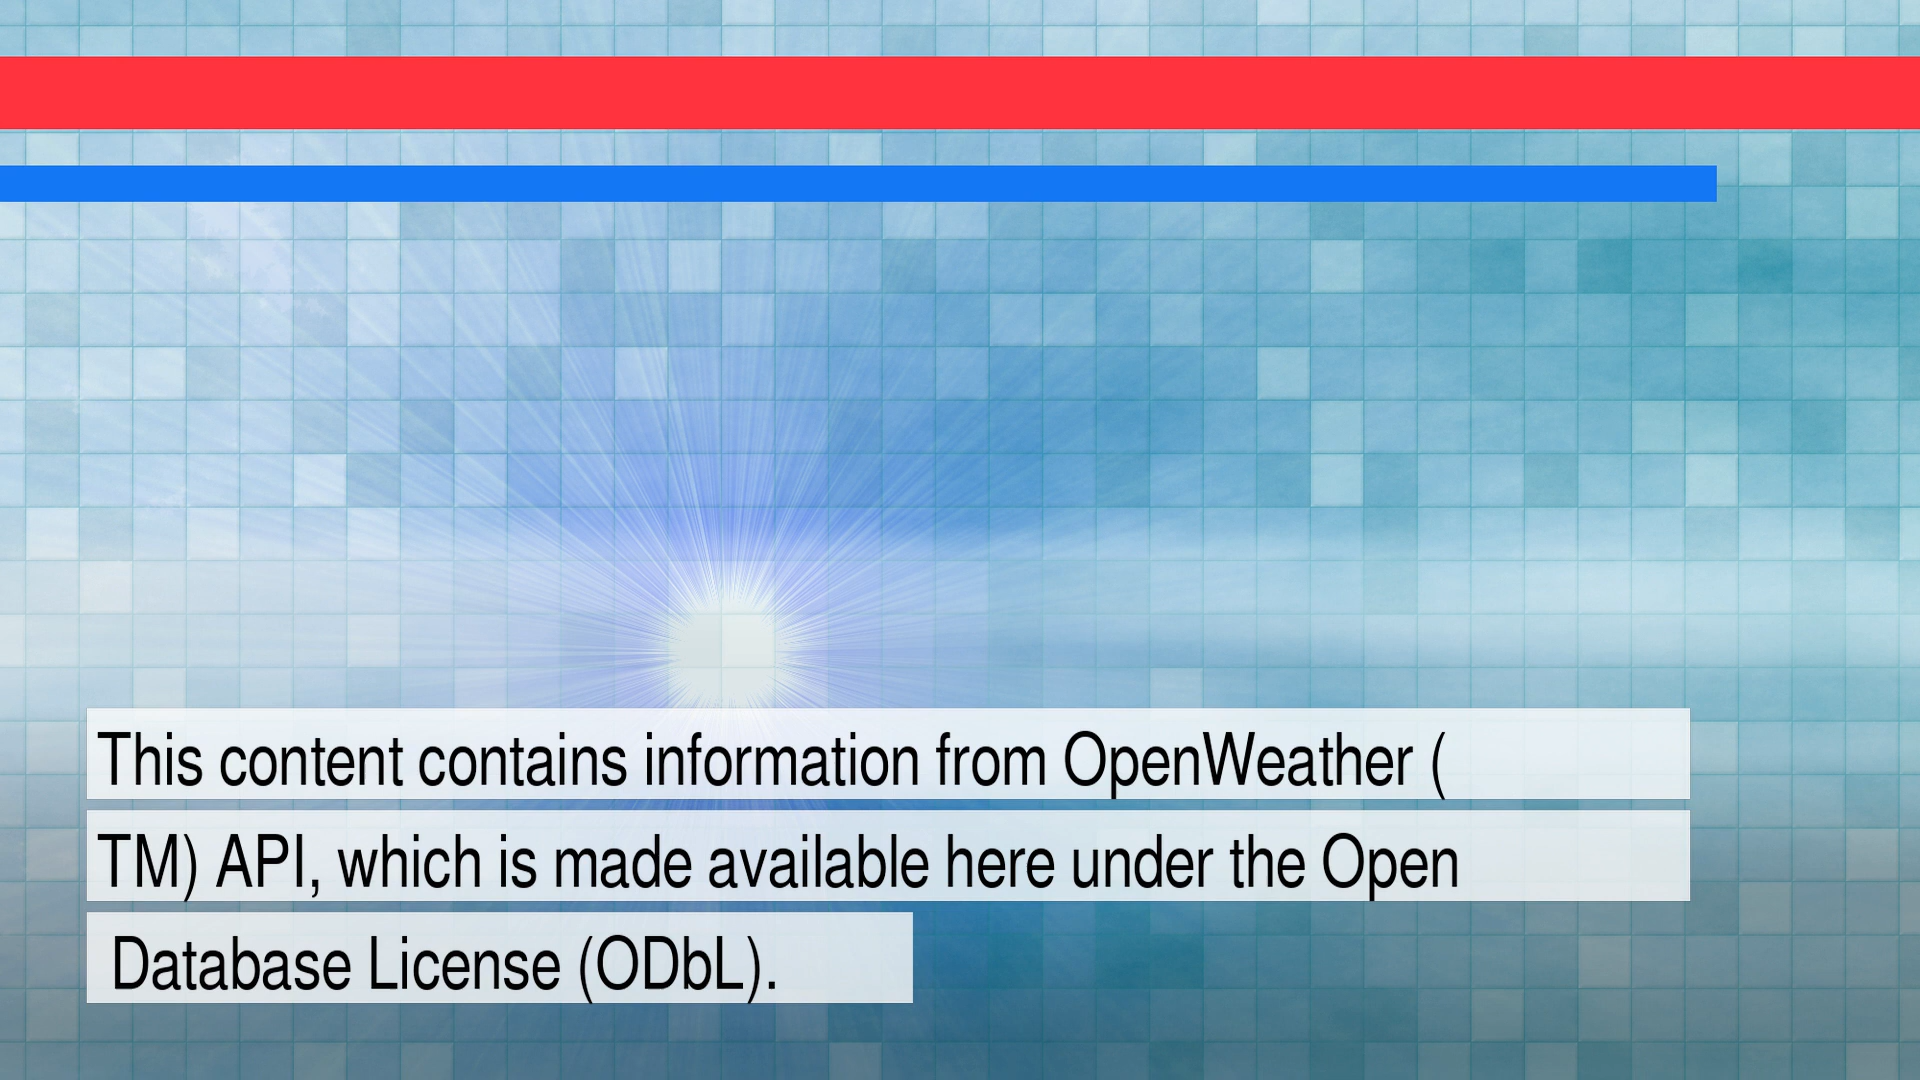 This content contains information from OpenWeather (
TM) API, which is made available here under the Open
Database License (ODbL).